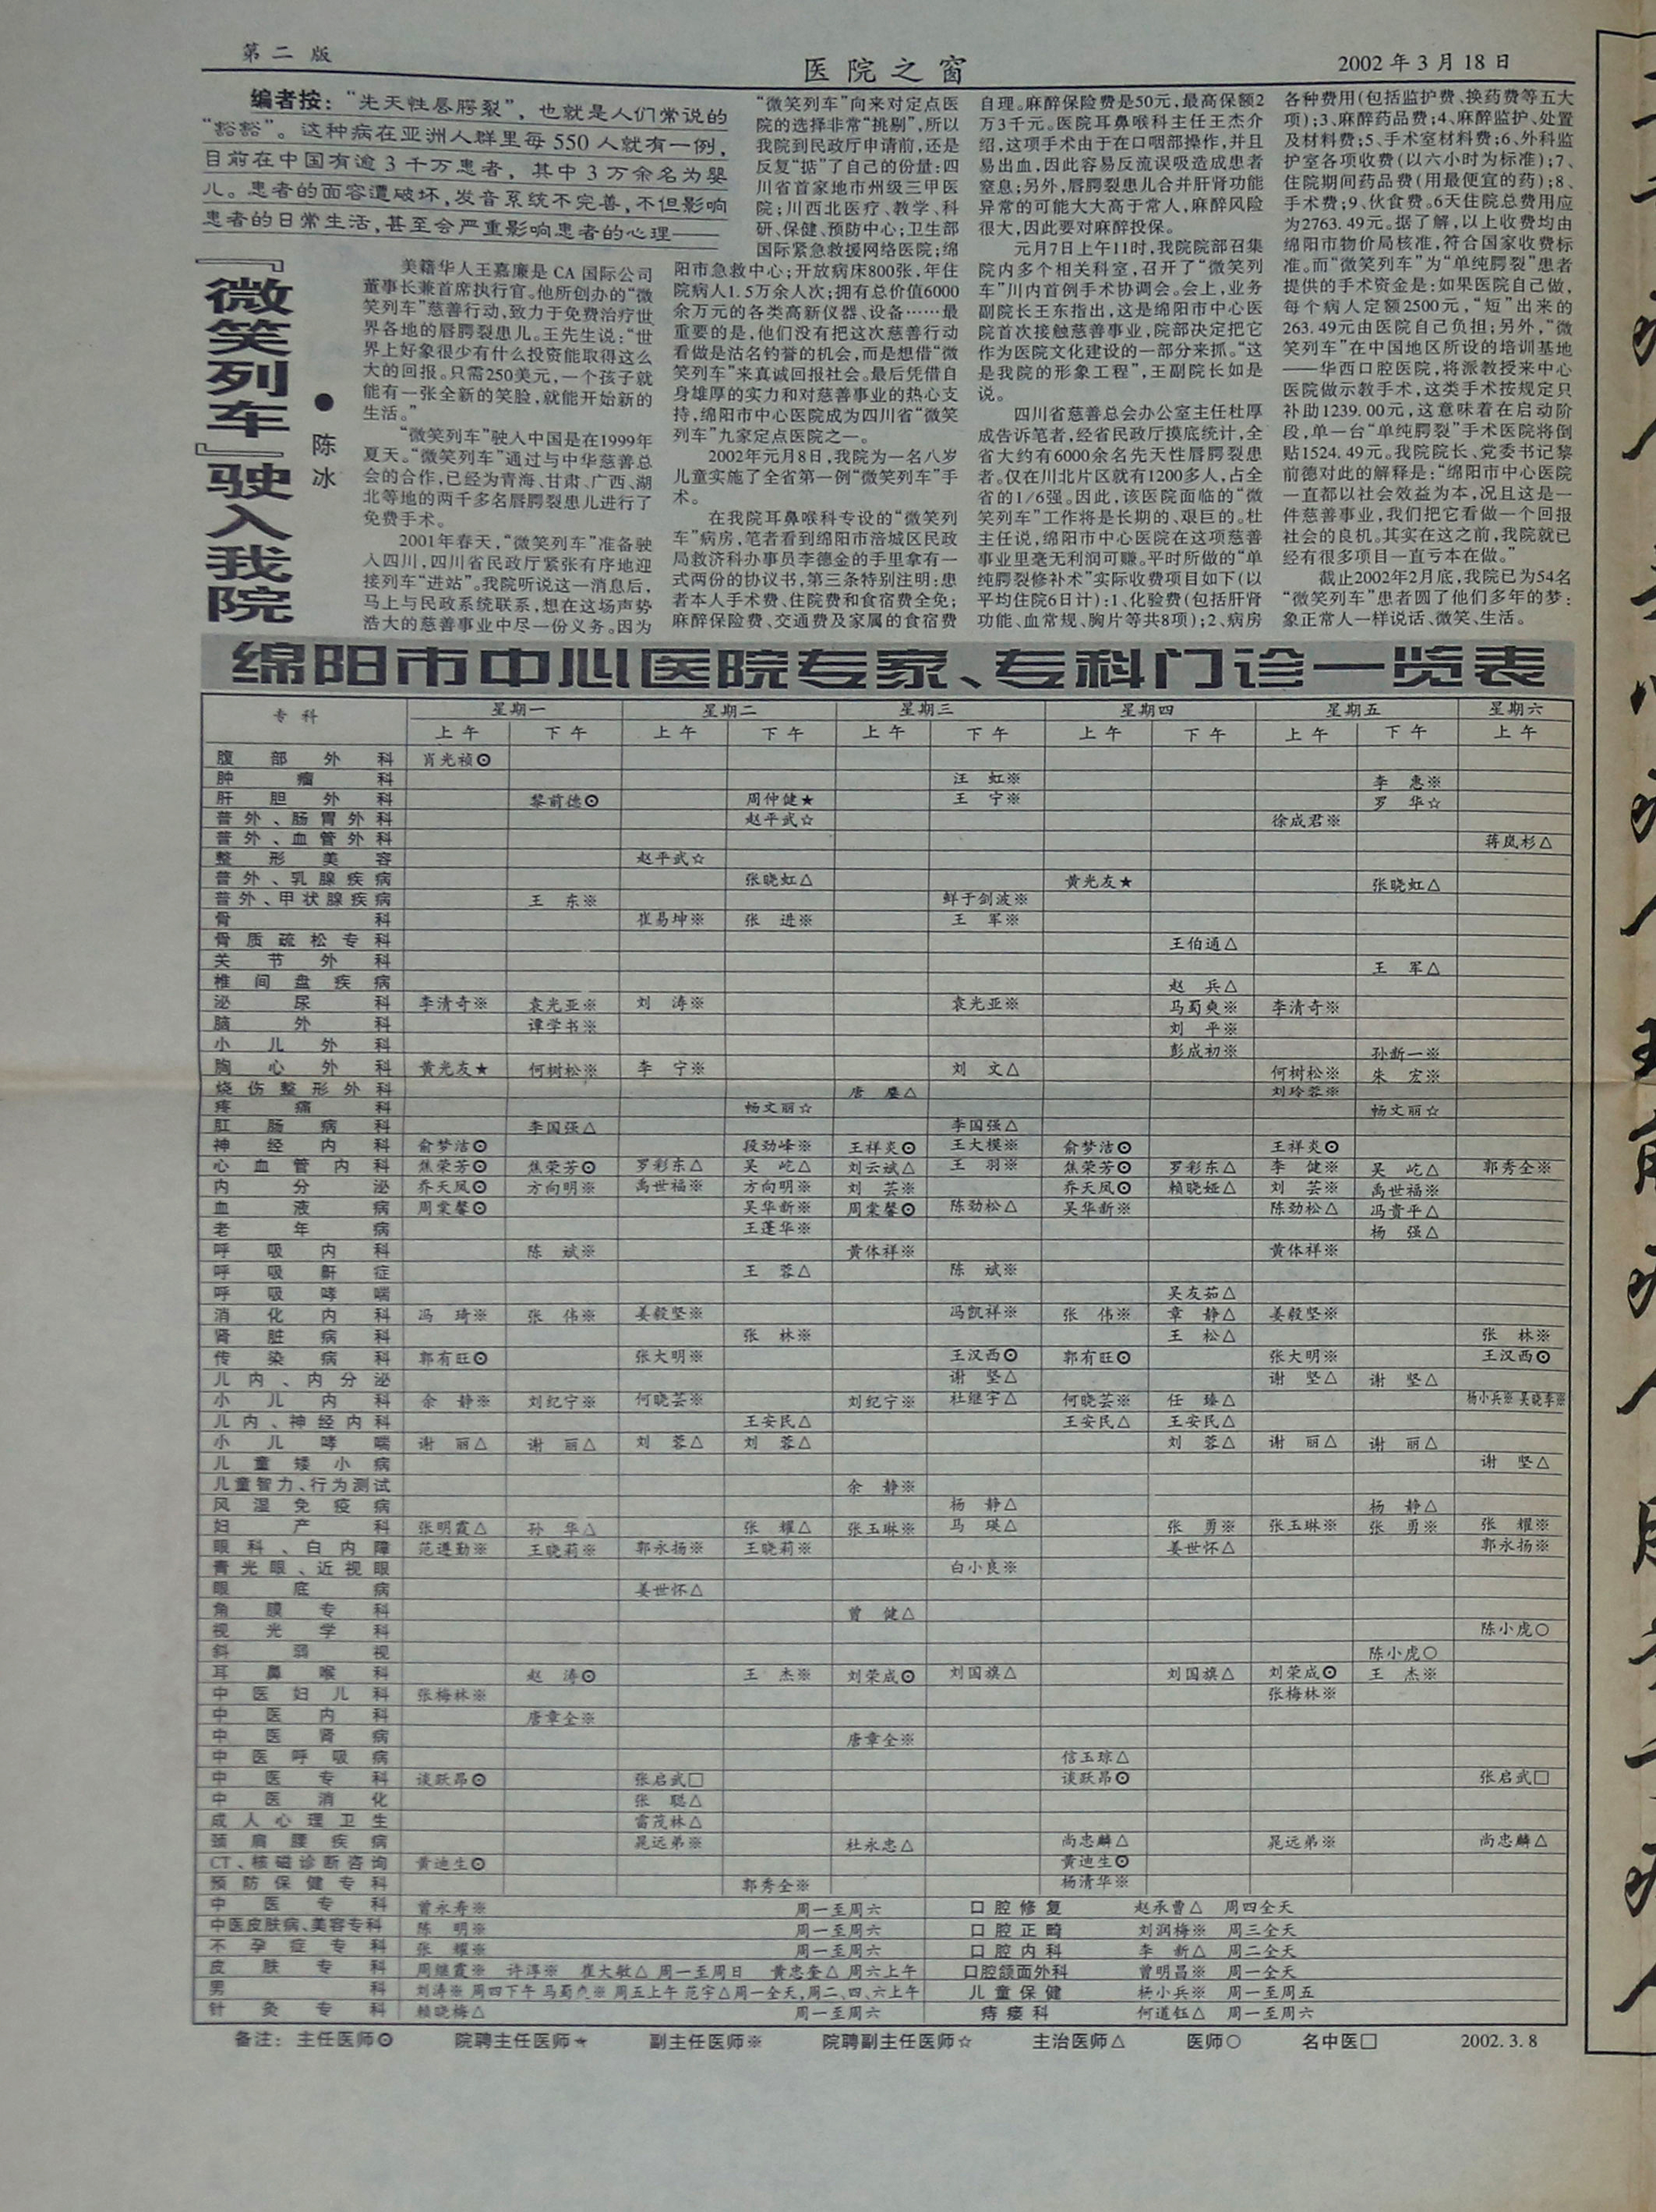 第二版
医院之窗
2002年3月18日
编者按：“先天性唇腭裂”，也就是人们常说的
“豁豁”。这种病在亚洲人群里每550人就有一例，
目前在中国有逾3千万患者，其中3万余名为婴
儿。患者的面容遭破坏，发音系统不完善，不但影响
患者的日常生活，甚至会严重影响患者的心理——
『微笑列车』驶入我院
●陈冰
美籍华人王嘉廉是CA国际公司
董事长兼首席执行官。他所创办的“微
笑列车”慈善行动，致力于免费治疗世
界各地的唇腭裂患儿。王先生说：“世
界上好象很少有什么投资能取得这么
大的回报。只需250美元，一个孩子就
能有一张全新的笑脸，就能开始新的
生活。”
“微笑列车”驶人中国是在1999年
夏天。“微笑列车”通过与中华慈善总
会的合作，已经为青海、甘肃、广西、湖
北等地的两千多名唇腭裂患儿进行了
免费手术。
2001年春天，“微笑列车”准备驶
人四川，四川省民政厅紧张有序地迎
接列车“进站”。我院听说这一消息后，
马上与民政系统联系，想在这场声势
浩大的慈善事业中尽一份义务。因为
“微笑列车”向来对定点医
院的选择非常“挑剔”，所以
我院到民政厅申请前，还是
反复“掂”了自己的份量：四
川省首家地市州级三甲医
院；川西北医疗、教学、科
研、保健、预防中心；卫生部
国际紧急救援网络医院；绵
阳市急救中心；开放病床800张，年住
院病人1.5万余人次；拥有总价值6000
余万元的各类高新仪器、设备……最
重要的是，他们没有把这次慈善行动
看做是沽名钓誉的机会，而是想借“微
笑列车”来真诚回报社会。最后凭借自
身雄厚的实力和对慈善事业的热心支
持，绵阳市中心医院成为四川省“微笑
列车”九家定点医院之一。
2002年元月8日，我院为一名八岁
儿童实施了全省第一例“微笑列车”手
术。
在我院耳鼻喉科专设的“微笑列
车”病房，笔者看到绵阳市涪城区民政
局救济科办事员李德金的手里拿有一
式两份的协议书，第三条特别注明：患
者本人手术费、住院费和食宿费全免；
麻醉保险费、交通费及家属的食宿费
自理。麻醉保险费是50元，最高保额2
万3千元。医院耳鼻喉科主任王杰介
绍，这项手术由于在口咽部操作，并且
易出血，因此容易反流误吸造成患者
窒息；另外，唇腭裂患儿合并肝肾功能
异常的可能大大高于常人，麻醉风险
很大，因此要对麻醉投保。
元月7日上午11时，我院院部召集
院内多个相关科室，召开了“微笑列
车”川内首例手术协调会。会上，业务
副院长王东指出，这是绵阳市中心医
院首次接触慈善事业，院部决定把它
作为医院文化建设的一部分来抓。“这
是我院的形象工程”，王副院长如是
说。
四川省慈善总会办公室主任杜厚
成告诉笔者，经省民政厅摸底统计，全
省大约有6000余名先天性唇腭裂患
者。仅在川北片区就有1200多人，占全
省的1/6强。因此，该医院面临的“微
笑列车”工作将是长期的、艰巨的。杜
主任说，绵阳市中心医院在这项慈善
事业里毫无利润可赚。平时所做的“单
纯腭裂修补术”实际收费项目如下（以
平均住院6日计）：1、化验费（包括肝肾
功能、血常规、胸片等共8项）；2、病房
各种费用（包括监护费、换药费等五大
项）；3、麻醉药品费；4、麻醉监护、处置
及材料费；5、手术室材料费；6、外科监
护室各项收费（以六小时为标准）；7、
住院期间药品费（用最便宜的药）；8、
手术费；9、伙食费。6天住院总费用应
为2763.49元。据了解，以上收费均由
绵阳市物价局核准，符合国家收费标
准。而“微笑列车”为“单纯腭裂”患者
提供的手术资金是：如果医院自己做，
每个病人定额2500元，“短”出来的
263.49元由医院自己负担；另外，“微
笑列车”在中国地区所设的培训基地
——华西口腔医院，将派教授来中心
医院做示教手术，这类手术按规定只
补助1239.00元，这意味着在启动阶
段，单一台“单纯腭裂”手术医院将倒
贴1524.49元。我院院长、党委书记黎
前德对此的解释是：“绵阳市中心医院
一直都以社会效益为本，况且这是一
件慈善事业，我们把它看做一个回报
社会的良机。其实在这之前，我院就已
经有很多项目一直亏本在做。”
截止2002年2月底，我院已为54名
“微笑列车”患者圆了他们多年的梦：
象正常人一样说话、微笑、生活。
绵阳市中心医院专家、专科门诊一览表
专科 星期一 星期二 星期三 星期四 星期五 星期六
上午 下午 上午 下午 上午 下午 上午 下午 上午 下午 上午
腹部外科 肖光祯⊙
肿瘤科 汪虹※ 李惠※
肝胆外科 黎前德⊙ 周仲健★ 王宁※ 罗华☆
普外、肠胃外科 赵平武☆ 徐成君※
普外、血管外科 蒋岚杉△
整形美容 赵平武☆
普外、乳腺疾病 张晓虹△ 黄光友★ 张晓虹△
普外、甲状腺疾病 王东※ 鲜于剑波※
骨科 崔易坤※ 张进※ 王军※
骨质疏松专科 王伯通△
关节外科 王军△
椎间盘疾病 赵兵△
泌尿科 李清奇※ 袁光亚※ 刘涛※ 袁光亚※ 马蜀爽※ 李清奇※
脑外科 谭学书※ 刘平※
小儿外科 彭成初※ 孙新一※
胸心外科 黄光友★ 何树松※ 李宁※ 刘文△ 何树松※ 朱宏※
烧伤整形外科 唐△ 刘玲蓉※
疼痛科 畅文丽☆ 畅文丽☆
肛肠病科 李国强△ 李国强△
神经内科 俞梦洁⊙ 段劲峰※ 王祥炎⊙ 王大模※ 俞梦洁⊙ 王祥炎⊙
心血管内科 焦荣芳⊙ 焦荣芳⊙ 罗彩东△ 吴屹△ 刘云斌△ 王羽※ 焦荣芳⊙ 罗彩东△ 李健※ 吴屹△ 郭秀全※
内分泌 乔天凤⊙ 方向明※ 禹世福※ 方向明※ 刘芸※ 乔天凤⊙ 赖晓娅△ 刘芸※ 禹世福※
血液病 周棠馨⊙ 吴华新※ 周棠馨⊙ 陈劲松△ 吴华新※ 陈劲松△ 冯贵平△
老年病 王蓬华※ 杨强△
呼吸内科 陈斌※ 黄体祥※ 黄体祥※
呼吸鼾症 王蓉△ 陈斌※
呼吸哮喘 吴友茹△
消化内科 冯琦※ 张伟※ 姜毅坚※ 冯凯祥※ 张伟※ 章静△ 姜毅坚※
肾脏病科 张林※ 王松△ 张林※
传染病科 郭有旺⊙ 张大明※ 王汉西⊙ 郭有旺⊙ 张大明※ 王汉西⊙
儿内、内分泌 谢坚△ 谢坚△ 谢坚△
小儿内科 余静※ 刘纪宁※ 何晓芸※ 刘纪宁※ 杜继宇△ 何晓芸※ 任臻△ 杨小兵※ 吴晓李※
儿内、神经内科 王安民△ 王安民△ 王安民△
小儿哮喘 谢丽△ 谢丽△ 刘蓉△ 刘蓉△ 刘蓉△ 谢丽△ 谢丽△
儿童矮小病 谢坚△
儿童智力、行为测试 余静※
风湿免疫病 杨静△ 杨静△
妇产科 张明霞△ 孙华△ 张耀△ 张玉琳※ 马瑛△ 张勇※ 张玉琳※ 张勇※ 张耀※
眼科、白内障 范遵勤※ 王晓莉※ 郭永扬※ 王晓莉※ 姜世怀△ 郭永扬※
青光眼、近视眼 白小良※
眼底病 姜世怀△
角膜专科 曾健△
视光学科 陈小虎○
斜弱视 陈小虎○
耳鼻喉科 赵涛⊙ 王杰※ 刘荣成⊙ 刘国旗△ 刘国旗△ 刘荣成⊙ 王杰※
中医妇儿科 张梅林※ 张梅林※
中医内科 唐章全※
中医肾病 唐章全※
中医呼吸病 信玉琼△
中医专科 谈跃昂⊙ 张启武□ 谈跃昂⊙ 张启武□
中医消化 张聪△
成人心理卫生 雷茂林△
颈肩腰疾病 晁远弟※ 杜永忠△ 尚忠麟△ 晁远弟※ 尚忠麟△
CT、核磁诊断咨询 黄迪生⊙ 黄迪生⊙
预防保健专科 郭秀全※ 杨清华※
中医专科 曾永寿※ 周一至周六 口腔修复 赵承曹△ 周四全天
中医皮肤病、美容专科 陈明※ 周一至周六 口腔正畸 刘润梅※ 周三全天
不孕症专科 张耀※ 周一至周六 口腔内科 李新△ 周二全天
皮肤专科 周继霞※ 许淳※ 崔大敏△ 周一至周日 黄忠奎△ 周六上午 口腔颌面外科 曾明昌※ 周一全天
男科 刘涛※ 周四下午 马蜀爽※ 周五上午 范宇△周一全天，周二、四、六上午 儿童保健 杨小兵※ 周一至周五
针灸专科 赖晓梅△ 周一至周六 痔瘘科 何道钰△ 周一至周六
备注： 主任医师⊙ 院聘主任医师★ 副主任医师※ 院聘副主任医师☆ 主治医师△ 医师○ 名中医□ 2002.3.8